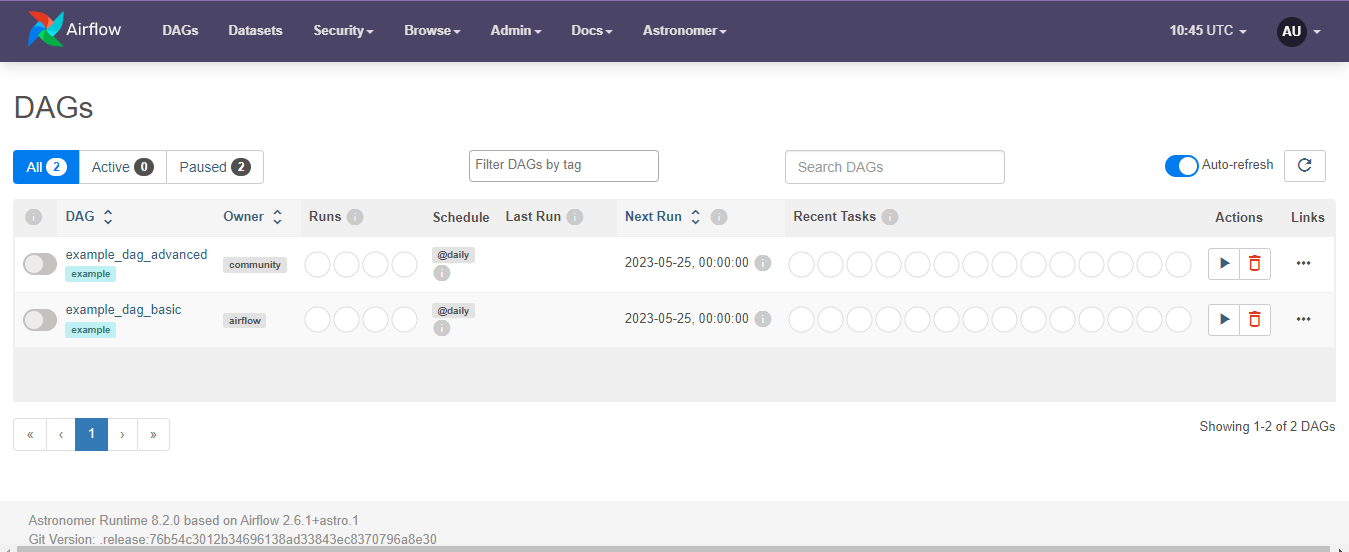 Airflow DAGs Datasets Security Browse Admin Docs Astronomer 10:45 UTC AU
DAGs
All 2 Active 0 Paused 2 Filter DAGs by tag Search DAGs Auto-refresh
i DAG Owner Runs i Schedule Last Run i Next Run i Recent Tasks i Actions Links
example_dag_advanced
example
community
@daily
i
2023-05-25, 00:00:00 i
example_dag_basic
example
airflow
@daily
i
2023-05-25, 00:00:00 i
« ‹ 1 › »
Showing 1-2 of 2 DAGs
Astronomer Runtime 8.2.0 based on Airflow 2.6.1+astro.1
Git Version: .release:76b54c3012b34696138ad33843ec8370796a8e30